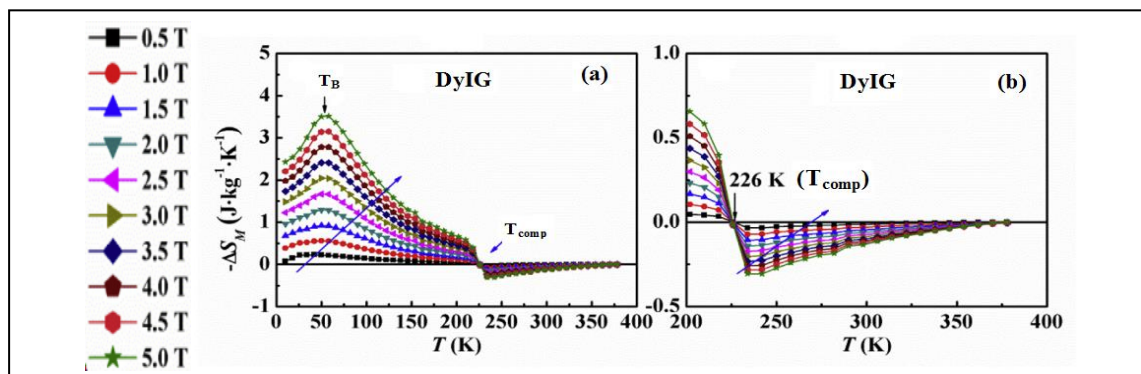 0.5 T
1.0 T
1.5 T
2.0 T
2.5 T
3.0 T
3.5 T
4.0 T
4.5 T
5.0 T
-ΔS_M (J·kg⁻¹·K⁻¹)
5
4
3
2
1
0
-1
T_B
DyIG
(a)
T_comp
0 50 100 150 200 250 300 350 400
T (K)
1.0
0.5
0.0
-0.5
DyIG
(b)
226 K (T_comp)
200 250 300 350 400
T (K)